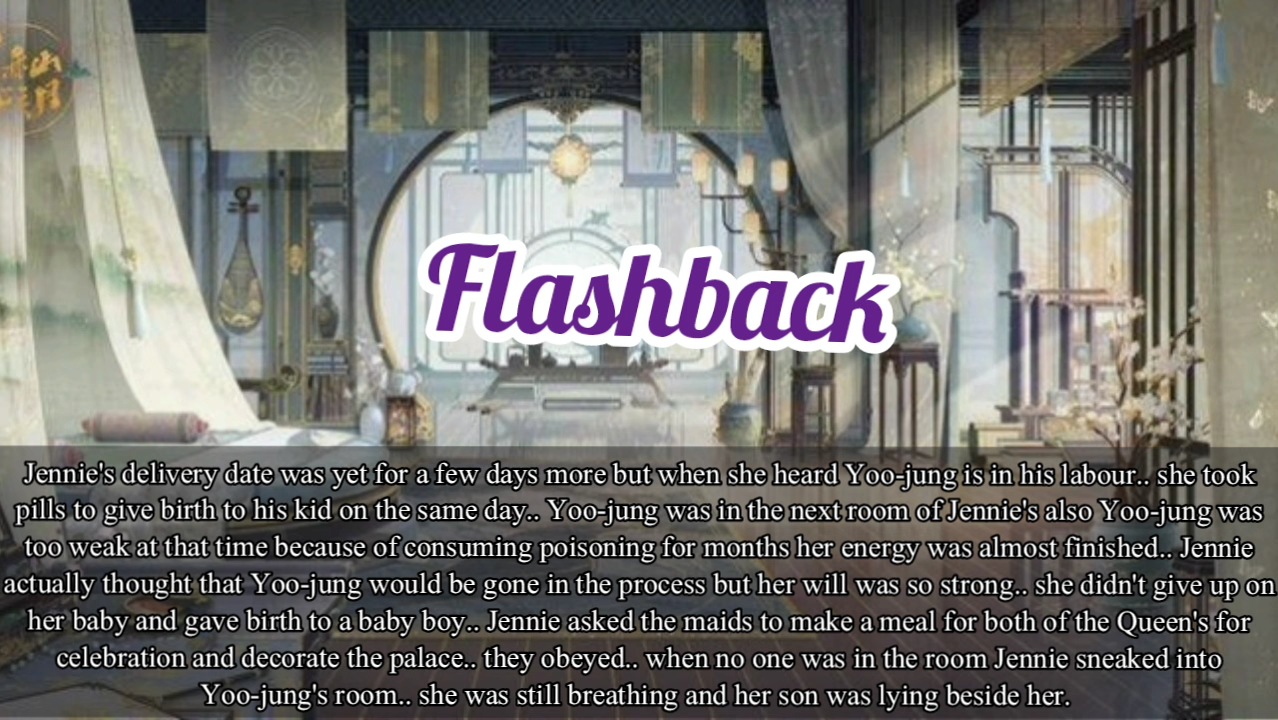 Flashback
Jennie's delivery date was yet for a few days more but when she heard Yoo-jung is in his labour.. she took
pills to give birth to his kid on the same day.. Yoo-jung was in the next room of Jennie's also Yoo-jung was
too weak at that time because of consuming poisoning for months her energy was almost finished.. Jennie
actually thought that Yoo-jung would be gone in the process but her will was so strong.. she didn't give up on
her baby and gave birth to a baby boy.. Jennie asked the maids to make a meal for both of the Queen's for
celebration and decorate the palace.. they obeyed.. when no one was in the room Jennie sneaked into
Yoo-jung's room.. she was still breathing and her son was lying beside her.